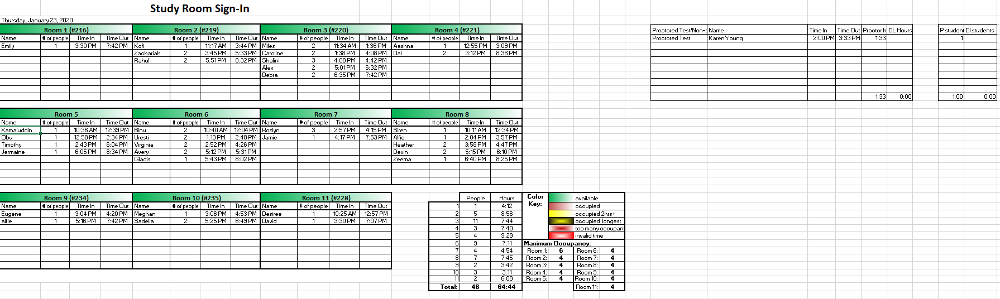 Study Room Sign-In
Thursday, January 23, 2020
Room 1 (#216) Room 2 (#219) Room 3 (#220) Room 4 (#221) Proctored Test/Non-p Name Time In Time Out Proctor h DL Hours P student Dl students
Name # of people Time In Time Out Name # of people Time In Time Out Name # of people Time In Time Out Name # of people Time In Time Out Proctored Test Karen Young 2:00 PM 3:33 PM 1:33 1
Emily 1 3:30 PM 7:42 PM Kofi 1 11:17 AM 3:44 PM Miles 2 11:34 AM 1:36 PM Aashna 1 12:55 PM 3:09 PM
Zachariah 2 3:45 PM 5:33 PM Caroline 2 1:38 PM 4:08 PM Dal 2 3:12 PM 8:38 PM
Rahul 2 5:51 PM 8:32 PM Shalini 3 4:08 PM 4:42 PM
Alex 2 5:01 PM 6:32 PM
Debra 2 6:35 PM 7:42 PM
1:33 0:00 1.00 0.00
Room 5 Room 6 Room 7 Room 8
Name # of people Time In Time Out Name # of people Time In Time Out Name # of people Time In Time Out Name # of people Time In Time Out
Kamaluddin 1 10:36 AM 12:39 PM Binu 2 10:40 AM 12:04 PM Rozlyn 3 2:57 PM 4:15 PM Siren 1 10:11 AM 12:34 PM
Obu 1 12:58 PM 2:34 PM Uresti 2 1:13 PM 2:48 PM Jamie 1 4:17 PM 7:53 PM Alfie 1 2:04 PM 3:57 PM
Timothy 1 2:43 PM 6:04 PM Virginia 2 2:52 PM 4:26 PM Heather 2 3:58 PM 4:47 PM
Jermaine 1 6:05 PM 8:34 PM Avery 2 5:12 PM 5:31 PM Devin 2 5:15 PM 6:10 PM
Gladis 1 5:43 PM 8:02 PM Zeema 1 6:40 PM 8:25 PM
Room 9 (#234) Room 10 (#235) Room 11 (#228)
Name # of people Time In Time Out Name # of people Time In Time Out Name # of people Time In Time Out
Eugene 1 3:04 PM 4:20 PM Meghan 1 3:06 PM 4:53 PM Desiree 1 10:25 AM 12:57 PM
alfie 1 5:16 PM 7:42 PM Sadelia 2 5:25 PM 6:49 PM David 1 3:30 PM 7:07 PM
People Hours
1 1 4:12
2 5 8:56
3 11 7:44
4 3 7:40
5 4 9:29
6 9 7:11
7 4 4:54
8 7 7:45
9 2 3:42
10 3 3:11
11 2 6:09
Total: 46 64:44
Color Key:
available
occupied
occupied 2hrs+
occupied longest
too many occupant
invalid time
Maximum Occupancy:
Room 1: 6 Room 6: 4
Room 2: 4 Room 7: 4
Room 3: 4 Room 8: 4
Room 4: 4 Room 9: 4
Room 5: 4 Room 10: 4
Room 11: 4